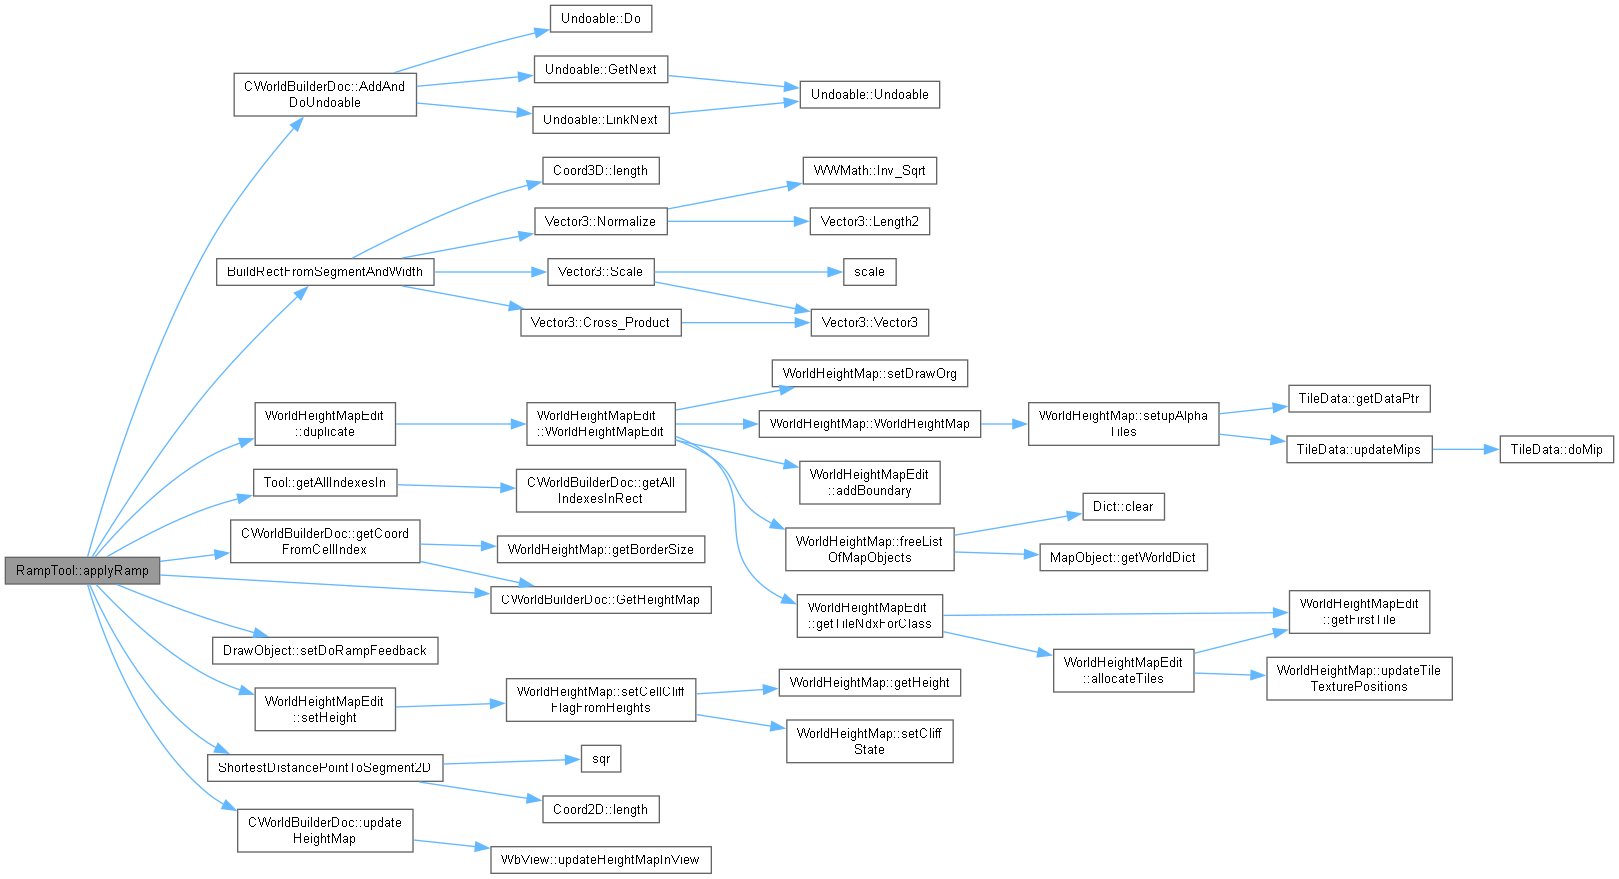 Undoable::Do
CWorldBuilderDoc::AddAnd
DoUndoable
Undoable::GetNext
Undoable::LinkNext
Undoable::Undoable
Coord3D::length
WWMath::Inv_Sqrt
Vector3::Normalize
Vector3::Length2
BuildRectFromSegmentAndWidth
Vector3::Scale
scale
Vector3::Cross_Product
Vector3::Vector3
WorldHeightMap::setDrawOrg
WorldHeightMapEdit
::duplicate
WorldHeightMapEdit
::WorldHeightMapEdit
WorldHeightMap::WorldHeightMap
WorldHeightMap::setupAlpha
Tiles
TileData::getDataPtr
TileData::updateMips
TileData::doMip
Tool::getAllIndexesIn
CWorldBuilderDoc::getAll
IndexesInRect
WorldHeightMapEdit
::addBoundary
Dict::clear
CWorldBuilderDoc::getCoord
FromCellIndex
WorldHeightMap::getBorderSize
WorldHeightMap::freeList
OfMapObjects
MapObject::getWorldDict
RampTool::applyRamp
CWorldBuilderDoc::GetHeightMap
WorldHeightMapEdit
::getTileNdxForClass
WorldHeightMapEdit
::getFirstTile
DrawObject::setDoRampFeedback
WorldHeightMapEdit
::allocateTiles
WorldHeightMap::updateTile
TexturePositions
WorldHeightMapEdit
::setHeight
WorldHeightMap::setCellCliff
FlagFromHeights
WorldHeightMap::getHeight
WorldHeightMap::setCliff
State
ShortestDistancePointToSegment2D
sqr
Coord2D::length
CWorldBuilderDoc::update
HeightMap
WbView::updateHeightMapInView